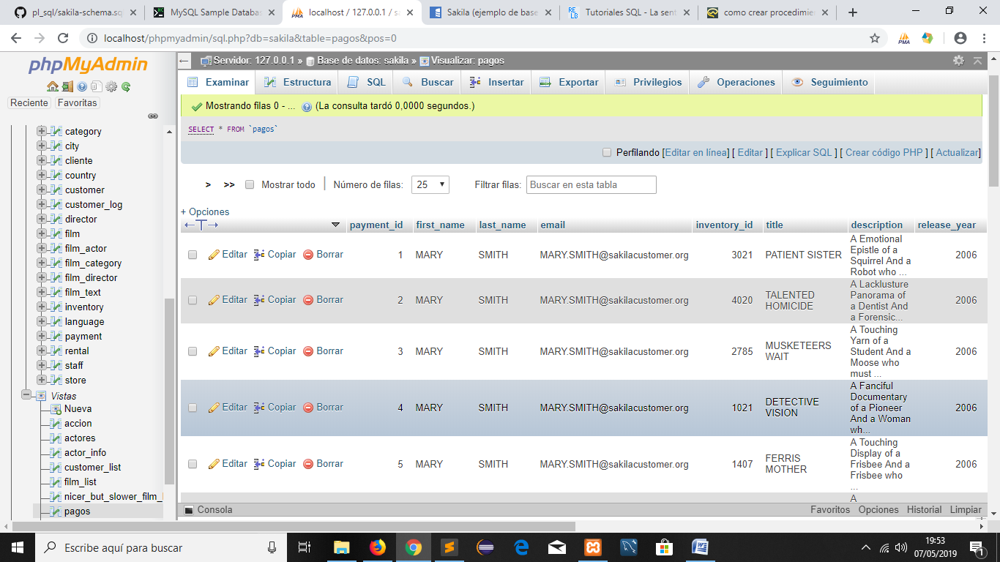 pl_sql/sakila-schema.sq
MySQL Sample Databas
localhost / 127.0.0.1 / sa
Sakila (ejemplo de base
Tutoriales SQL - La sent
como crear procedimien
localhost/phpmyadmin/sql.php?db=sakila&table=pagos&pos=0
phpMyAdmin
Reciente
Favoritas
category
city
cliente
country
customer
customer_log
director
film
film_actor
film_category
film_director
film_text
inventory
language
payment
rental
staff
store
Vistas
Nueva
accion
actores
actor_info
customer_list
film_list
nicer_but_slower_film_l
pagos
Servidor: 127.0.0.1 » Base de datos: sakila » Visualizar: pagos
Examinar Estructura SQL Buscar Insertar Exportar Privilegios Operaciones Seguimiento
Mostrando filas 0 - ... (La consulta tardó 0,0000 segundos.)
SELECT * FROM `pagos`
Perfilando [Editar en línea] [ Editar ] [ Explicar SQL ] [ Crear código PHP ] [ Actualizar]
> >> Mostrar todo Número de filas: 25 Filtrar filas: Buscar en esta tabla
+ Opciones
←T→ payment_id first_name last_name email inventory_id title description release_year
Editar Copiar Borrar 1 MARY SMITH MARY.SMITH@sakilacustomer.org 3021 PATIENT SISTER
A Emotional
Epistle of a
Squirrel And a
Robot who ...
2006
Editar Copiar Borrar 2 MARY SMITH MARY.SMITH@sakilacustomer.org 4020
TALENTED
HOMICIDE
A Lacklusture
Panorama of
a Dentist And
a Forensic...
2006
Editar Copiar Borrar 3 MARY SMITH MARY.SMITH@sakilacustomer.org 2785
MUSKETEERS
WAIT
A Touching
Yarn of a
Student And a
Moose who
must ...
2006
Editar Copiar Borrar 4 MARY SMITH MARY.SMITH@sakilacustomer.org 1021
DETECTIVE
VISION
A Fanciful
Documentary
of a Pioneer
And a Woman
wh...
2006
Editar Copiar Borrar 5 MARY SMITH MARY.SMITH@sakilacustomer.org 1407
FERRIS
MOTHER
A Touching
Display of a
Frisbee And a
Frisbee who
...
2006
A
Consola
Favoritos Opciones Historial Limpiar
Escribe aquí para buscar
19:53
07/05/2019
1